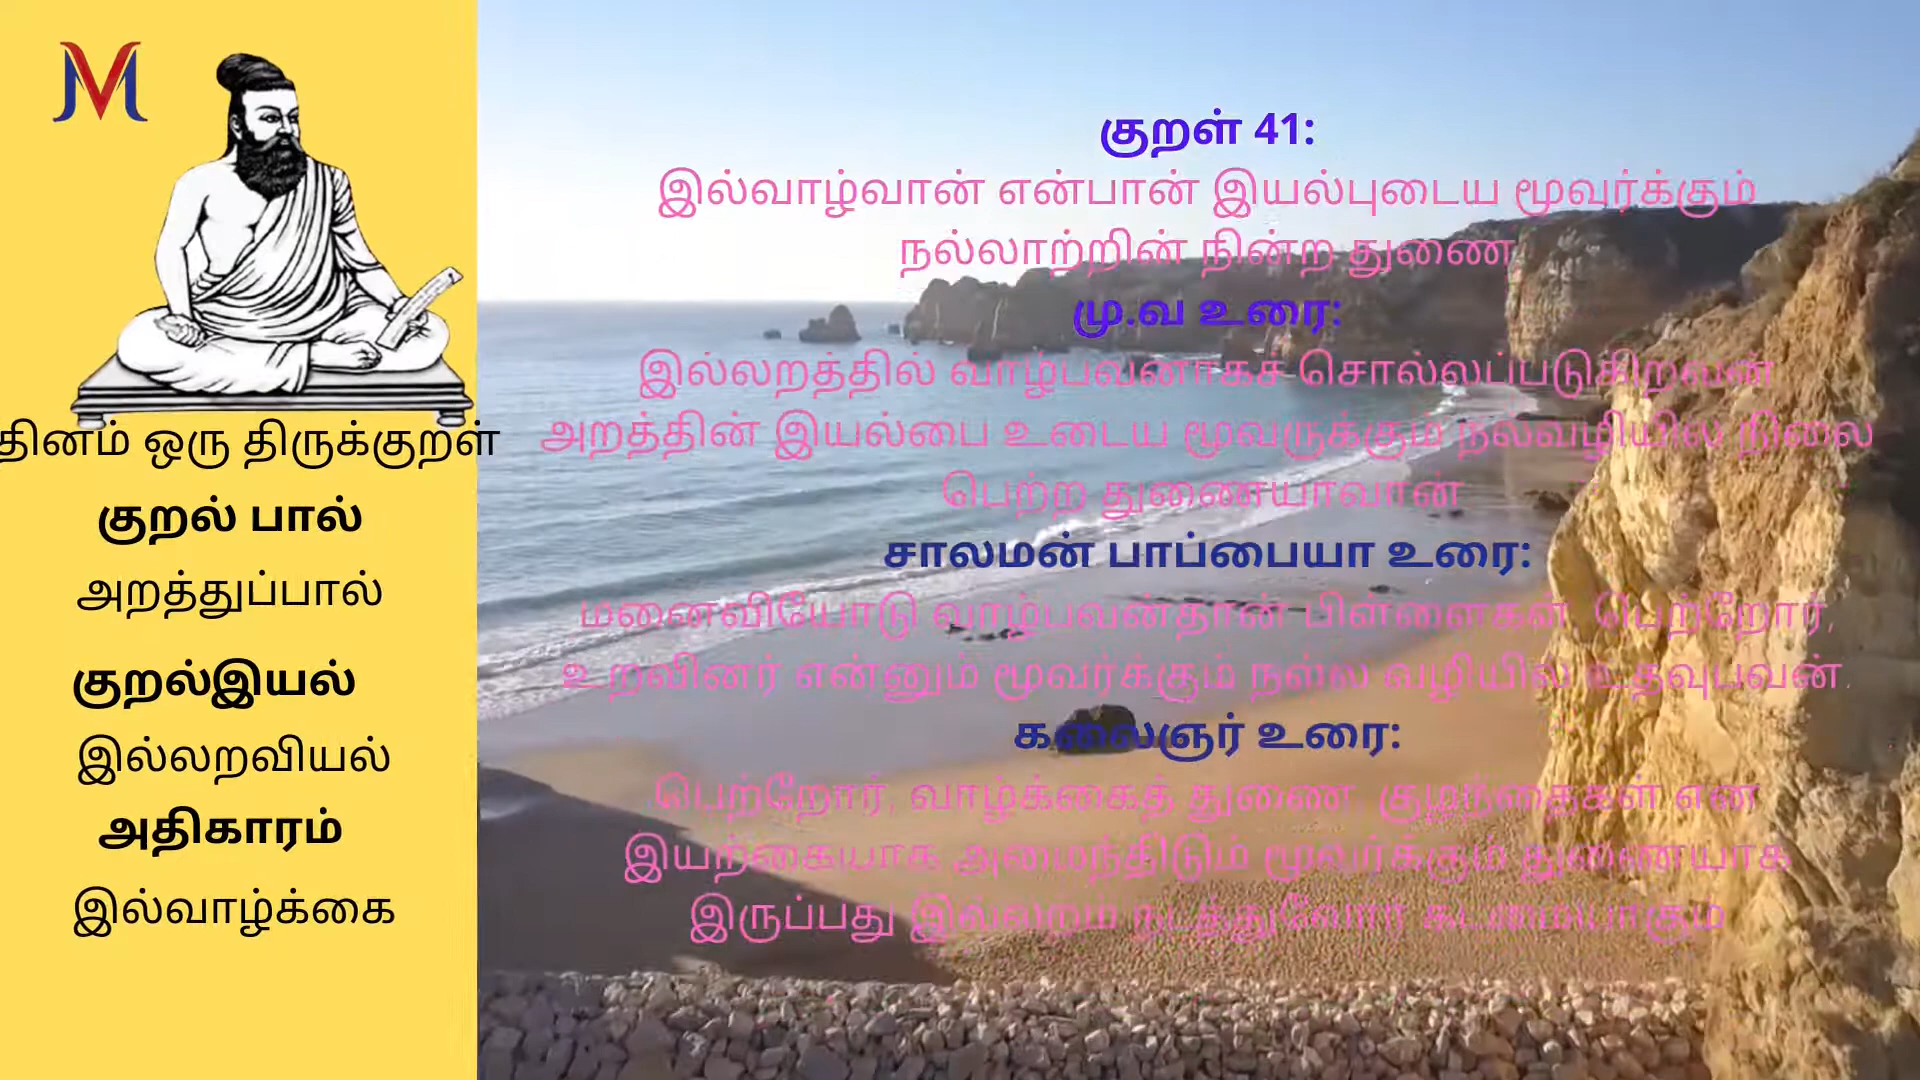 தினம் ஒரு திருக்குறள்
குறல் பால்
அறத்துப்பால்
குறல்இயல்
இல்லறவியல்
அதிகாரம்
இல்வாழ்க்கை
குறள் 41:
இல்வாழ்வான் என்பான் இயல்புடைய மூவர்க்கும்
நல்லாற்றின் நின்ற துணை
மு.வ உரை:
இல்லறத்தில் வாழ்பவனாகச் சொல்லப்படுகிறவன்
அறத்தின் இயல்பை உடைய மூவருக்கும் நல்வழியில் நிலை
பெற்ற துணையாவான்
சாலமன் பாப்பையா உரை:
மனைவியோடு வாழ்பவன்தான் பிள்ளைகள், பெற்றோர்,
உறவினர் என்னும் மூவர்க்கும் நல்ல வழியில் உதவுபவன்.
கலைஞர் உரை:
பெற்றோர், வாழ்க்கைத் துணை, குழந்தைகள் என
இயற்கையாக அமைந்திடும் மூவர்க்கும் துணையாக
இருப்பது இல்லறம் நடத்துவோர் கடமையாகும்